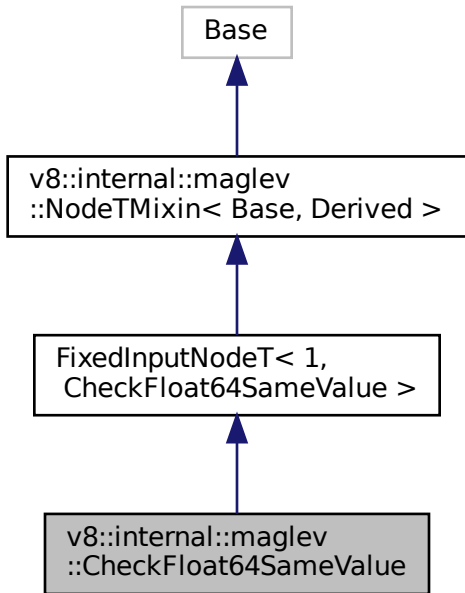 Base
v8::internal::maglev
::NodeTMixin< Base, Derived >
FixedInputNodeT< 1,
CheckFloat64SameValue >
v8::internal::maglev
::CheckFloat64SameValue